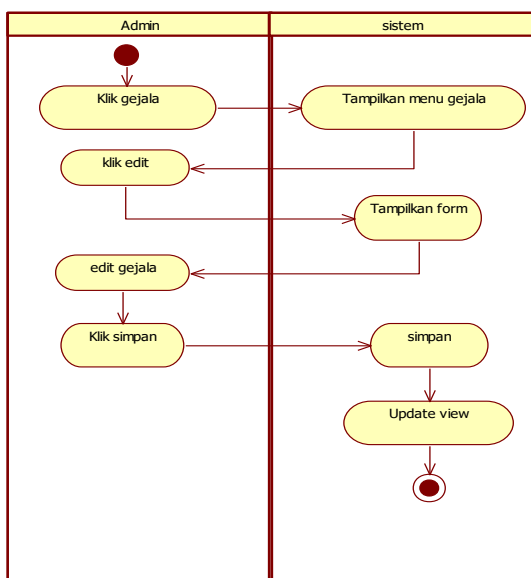 Admin
sistem
Klik gejala
Tampilkan menu gejala
klik edit
Tampilkan form
edit gejala
Klik simpan
simpan
Update view